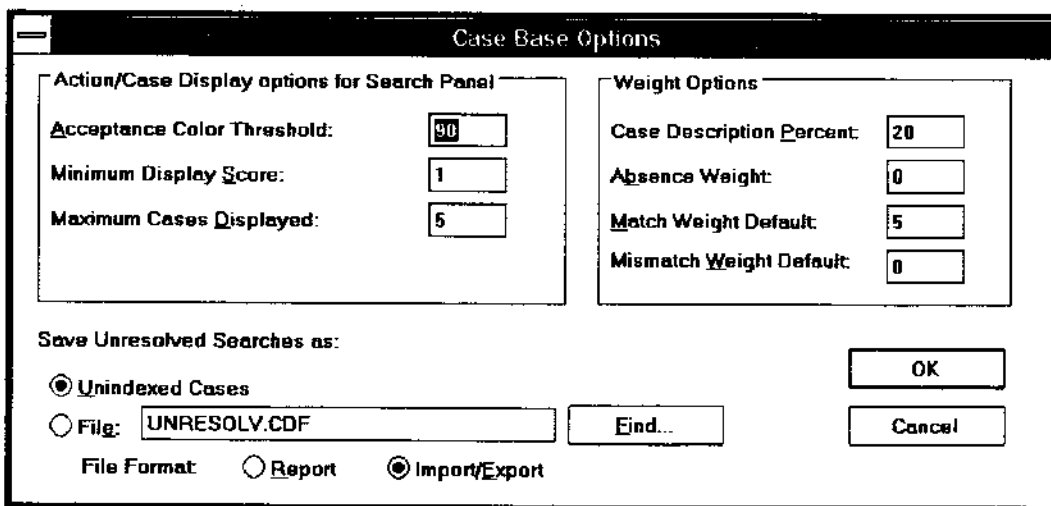 Case Base Options
Action/Case Display options for Search Panel
Acceptance Color Threshold: 90
Minimum Display Score: 1
Maximum Cases Displayed: 5
Weight Options
Case Description Percent: 20
Absence Weight: 0
Match Weight Default: 5
Mismatch Weight Default: 0
Save Unresolved Searches as:
Unindexed Cases
File: UNRESOLV.CDF Find...
File Format: Report Import/Export
OK
Cancel